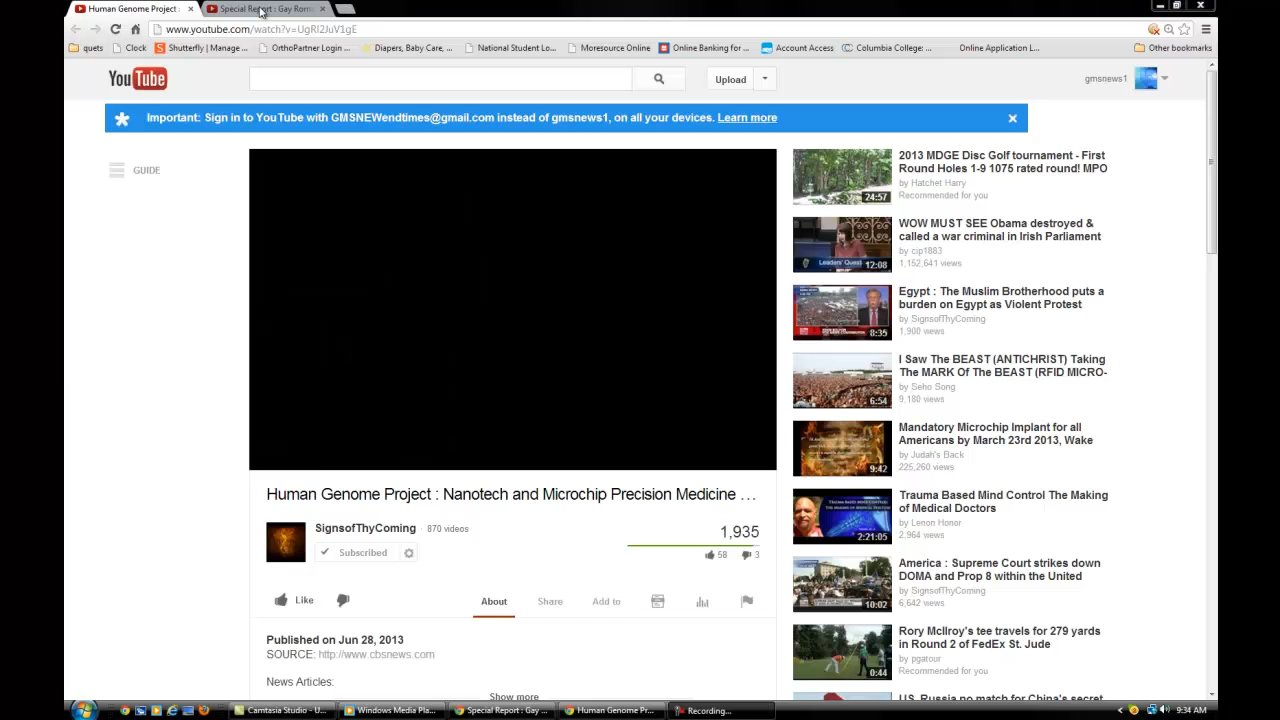 Human Genome Project :
Special Report : Gay Rom
www.youtube.com/watch?v=UgRl2JuV1gE
quets
Clock
Shutterfly | Manage ...
OrthoPartner Login
Diapers, Baby Care, ...
National Student Lo...
Moresource Online
Online Banking for ...
Account Access
Columbia College: ...
Online Application L...
Other bookmarks
YouTube
Upload
gmsnews1
Important: Sign in to YouTube with GMSNEWendtimes@gmail.com instead of gmsnews1, on all your devices. Learn more
GUIDE
Human Genome Project : Nanotech and Microchip Precision Medicine ...
SignsofThyComing · 870 videos
Subscribed
1,935
58
3
Like
About
Share
Add to
Published on Jun 28, 2013
SOURCE: http://www.cbsnews.com
News Articles:
Show more
24:57
2013 MDGE Disc Golf tournament - First
Round Holes 1-9 1075 rated round! MPO
by Hatchet Harry
Recommended for you
Leaders' Quest
12:08
WOW MUST SEE Obama destroyed &
called a war criminal in Irish Parliament
by cip1883
1,152,641 views
8:35
Egypt : The Muslim Brotherhood puts a
burden on Egypt as Violent Protest
by SignsofThyComing
1,900 views
6:54
I Saw The BEAST (ANTICHRIST) Taking
The MARK Of The BEAST (RFID MICRO-
by Seho Song
9,180 views
9:42
Mandatory Microchip Implant for all
Americans by March 23rd 2013, Wake
by Judah's Back
225,260 views
2:21:05
Trauma Based Mind Control The Making
of Medical Doctors
by Lenon Honor
2,964 views
10:02
America : Supreme Court strikes down
DOMA and Prop 8 within the United
by SignsofThyComing
6,642 views
0:44
Rory McIlroy's tee travels for 279 yards
in Round 2 of FedEx St. Jude
by pgatour
Recommended for you
US, Russia no match for China's secret
Camtasia Studio - U...
Windows Media Pla...
Special Report : Gay ...
Human Genome Pro...
Recording...
9:34 AM